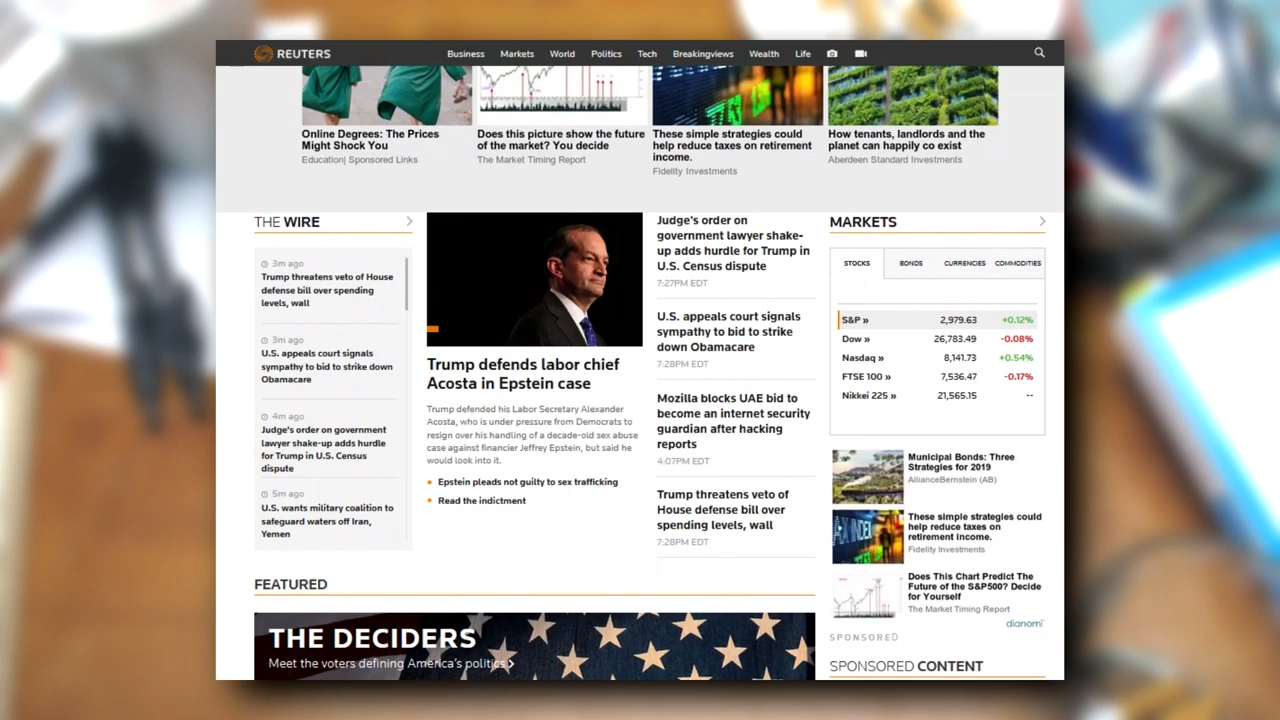 REUTERS
Business Markets World Politics Tech Breakingviews Wealth Life
Online Degrees: The Prices
Might Shock You
Education| Sponsored Links
Does this picture show the future
of the market? You decide
The Market Timing Report
These simple strategies could
help reduce taxes on retirement
income.
Fidelity Investments
How tenants, landlords and the
planet can happily co exist
Aberdeen Standard Investments
THE WIRE
3m ago
Trump threatens veto of House
defense bill over spending
levels, wall
3m ago
U.S. appeals court signals
sympathy to bid to strike down
Obamacare
4m ago
Judge's order on government
lawyer shake-up adds hurdle
for Trump in U.S. Census
dispute
5m ago
U.S. wants military coalition to
safeguard waters off Iran,
Yemen
Trump defends labor chief
Acosta in Epstein case
Trump defended his Labor Secretary Alexander
Acosta, who is under pressure from Democrats to
resign over his handling of a decade-old sex abuse
case against financier Jeffrey Epstein, but said he
would look into it.
Epstein pleads not guilty to sex trafficking
Read the indictment
Judge's order on
government lawyer shake-
up adds hurdle for Trump in
U.S. Census dispute
7:27PM EDT
U.S. appeals court signals
sympathy to bid to strike
down Obamacare
7:28PM EDT
Mozilla blocks UAE bid to
become an internet security
guardian after hacking
reports
4:07PM EDT
Trump threatens veto of
House defense bill over
spending levels, wall
7:28PM EDT
MARKETS
STOCKS BONDS CURRENCIES COMMODITIES
S&P » 2,979.63 +0.12%
Dow » 26,783.49 -0.08%
Nasdaq » 8,141.73 +0.54%
FTSE 100 » 7,536.47 -0.17%
Nikkei 225 » 21,565.15 --
Municipal Bonds: Three
Strategies for 2019
AllianceBernstein (AB)
AX INDEX
These simple strategies could
help reduce taxes on
retirement income.
Fidelity Investments
Does This Chart Predict The
Future of the S&P500? Decide
for Yourself
The Market Timing Report
dianomi
SPONSORED
SPONSORED CONTENT
FEATURED
THE DECIDERS
Meet the voters defining America's politics